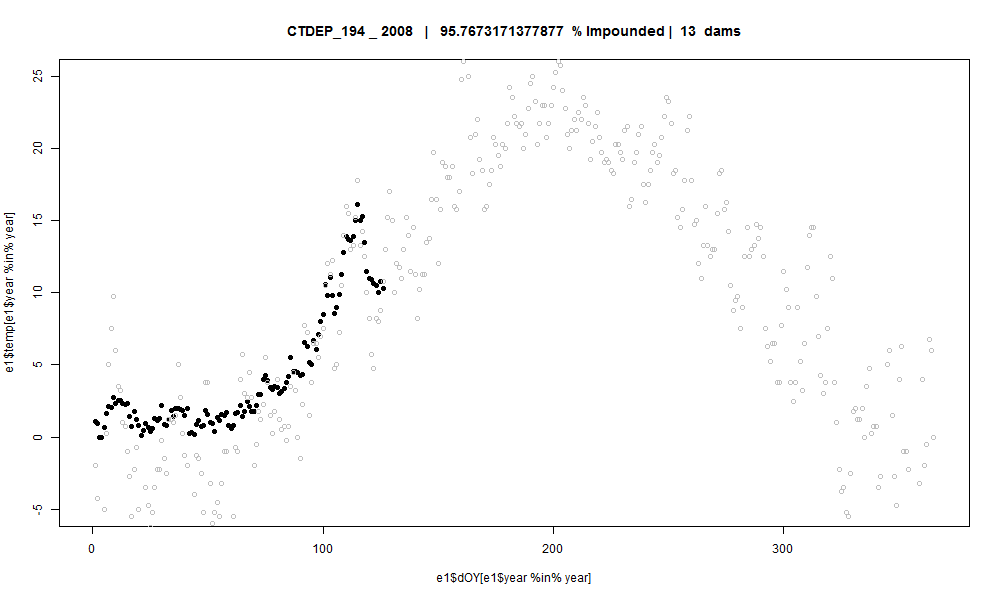 CTDEP_194 _ 2008 | 95.7673171377877 % Impounded | 13 dams
e1$temp[e1$year %in% year]
25
20
15
10
5
0
-5
0 100 200 300
e1$dOY[e1$year %in% year]